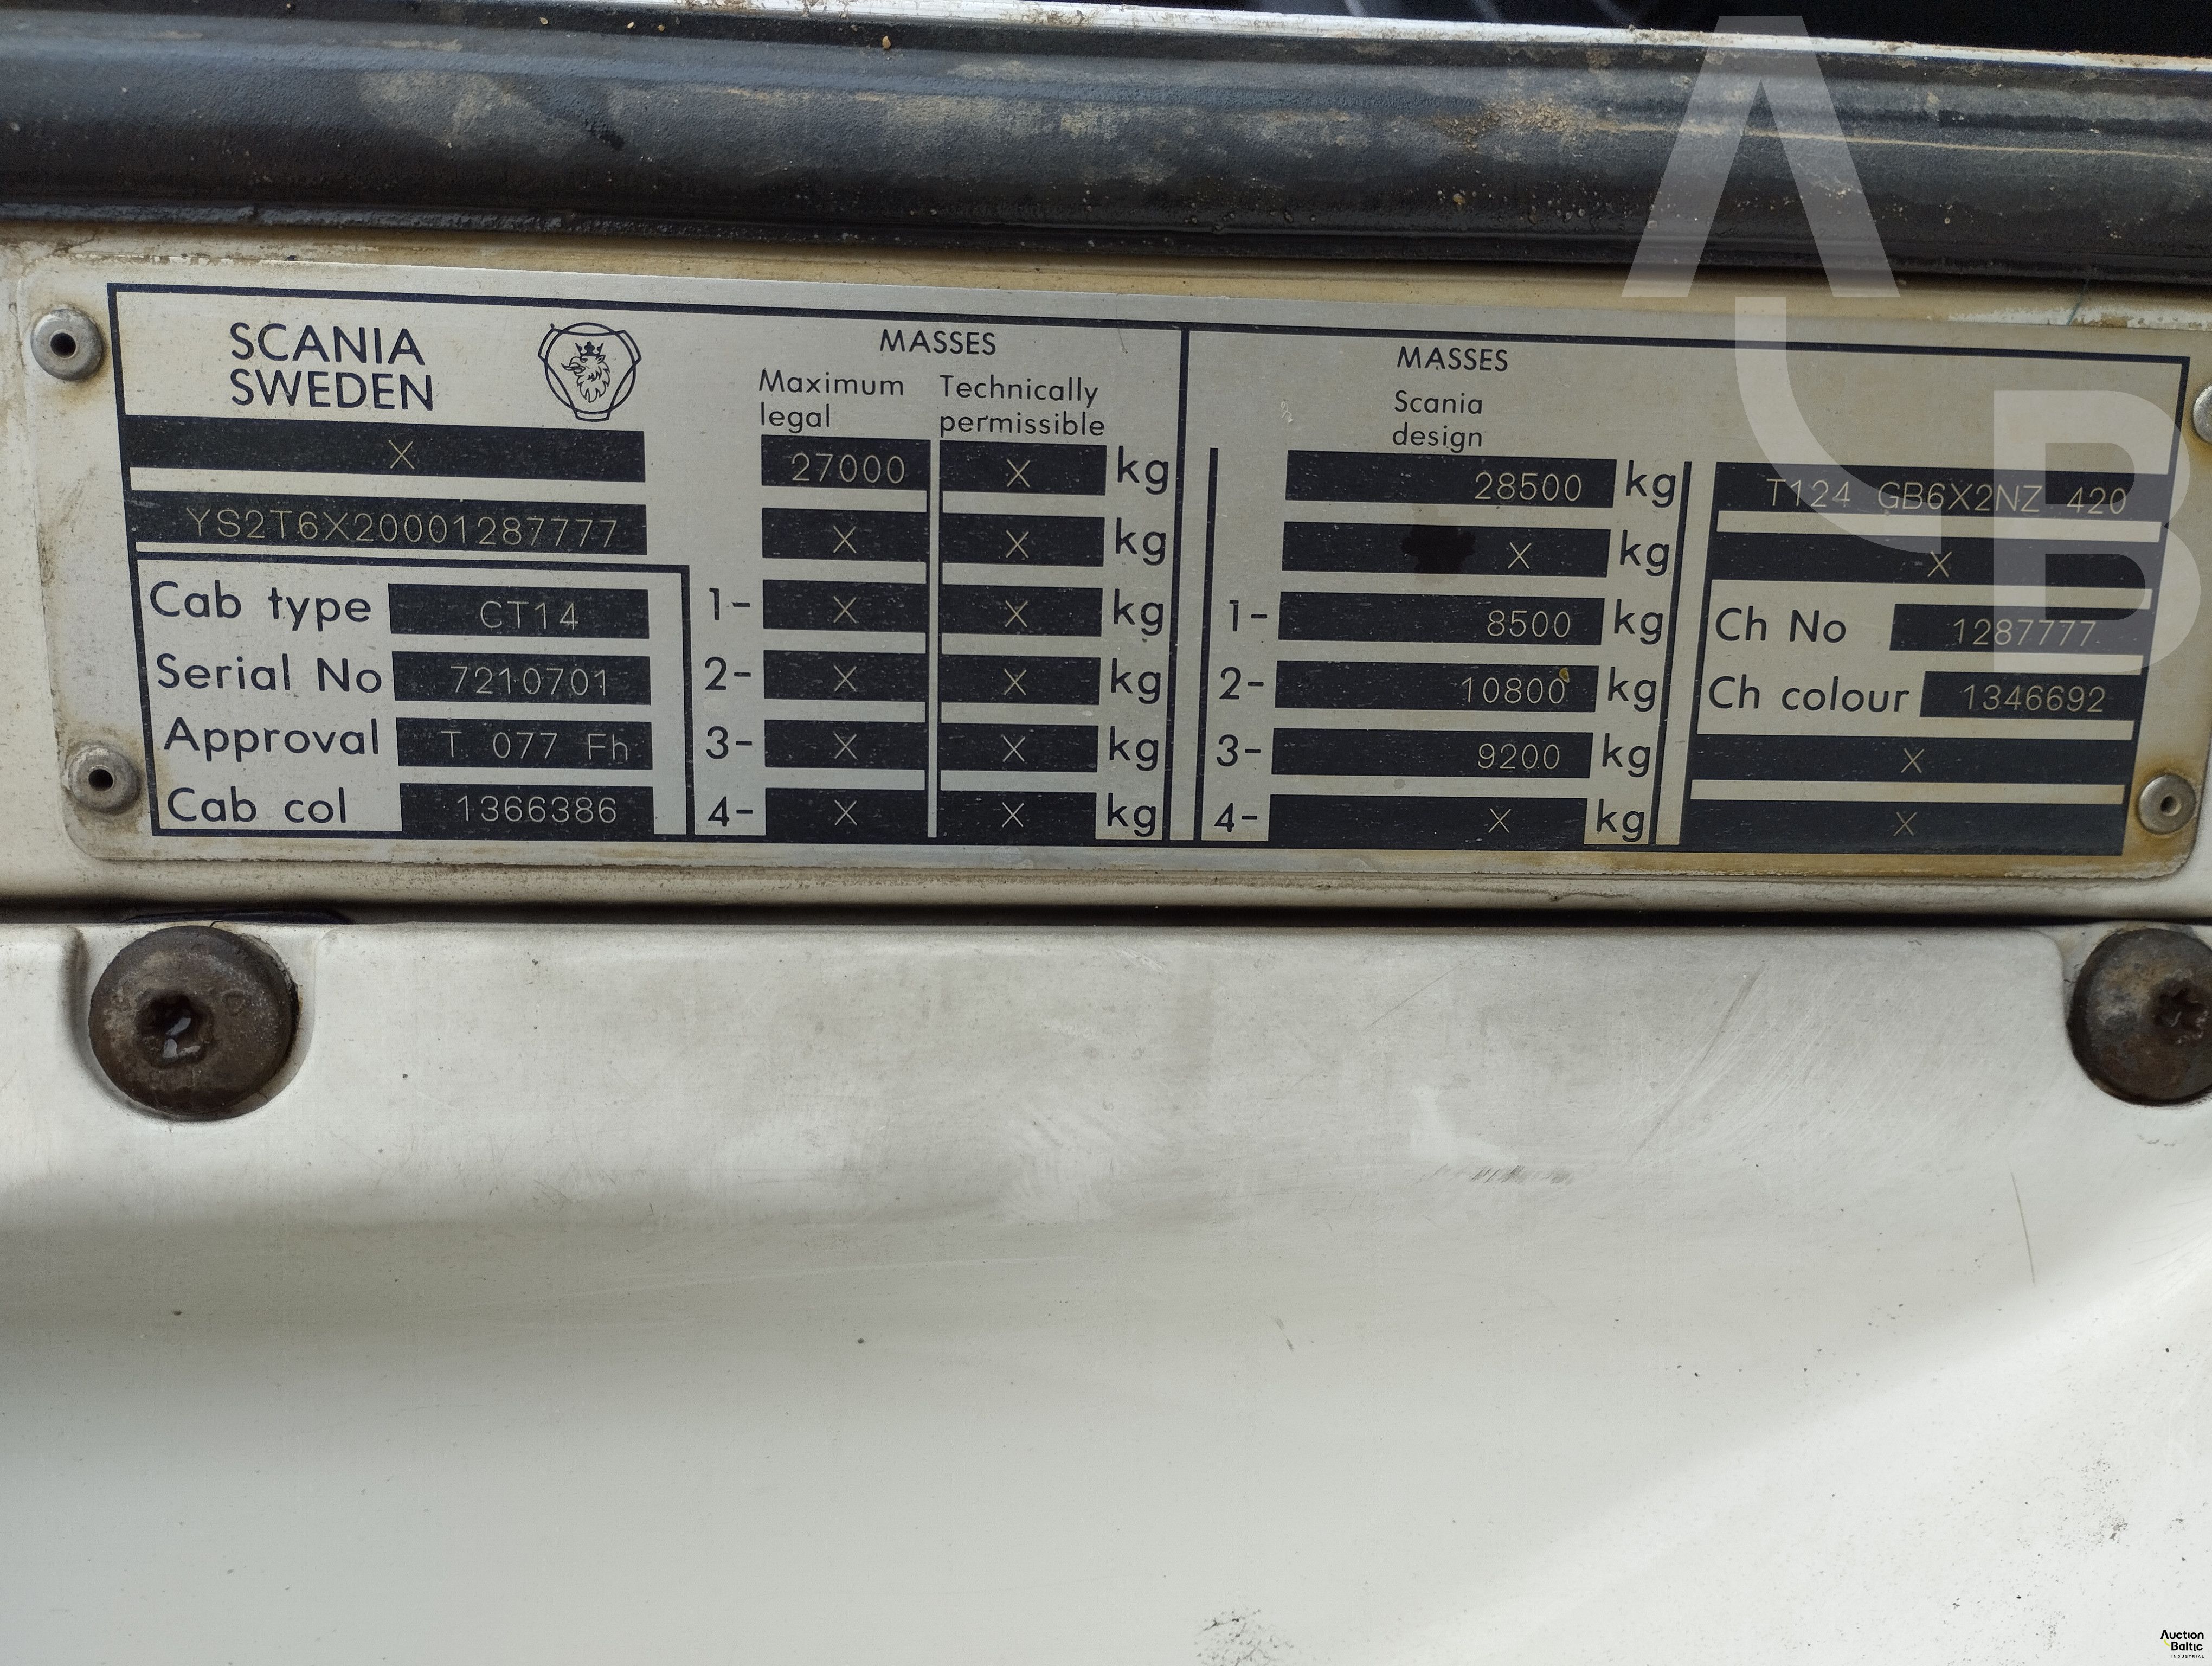 SCANIA
SWEDEN
X
YS2T6X20001287777
Cab type CT14
Serial No 7210701
Approval T 077 Fh
Cab col 1366386
MASSES
Maximum legal Technically permissible
27000 X kg
X X kg
1- X X kg
2- X X kg
3- X X kg
4- X X kg
MASSES
Scania
design
28500 kg
X kg
1- 8500 kg
2- 10800 kg
3- 9200 kg
4- X kg
T124 GB6X2NZ 420
X
Ch No 1287777
Ch colour 1346692
X
X
AB
Auction
Baltic
INDUSTRIAL